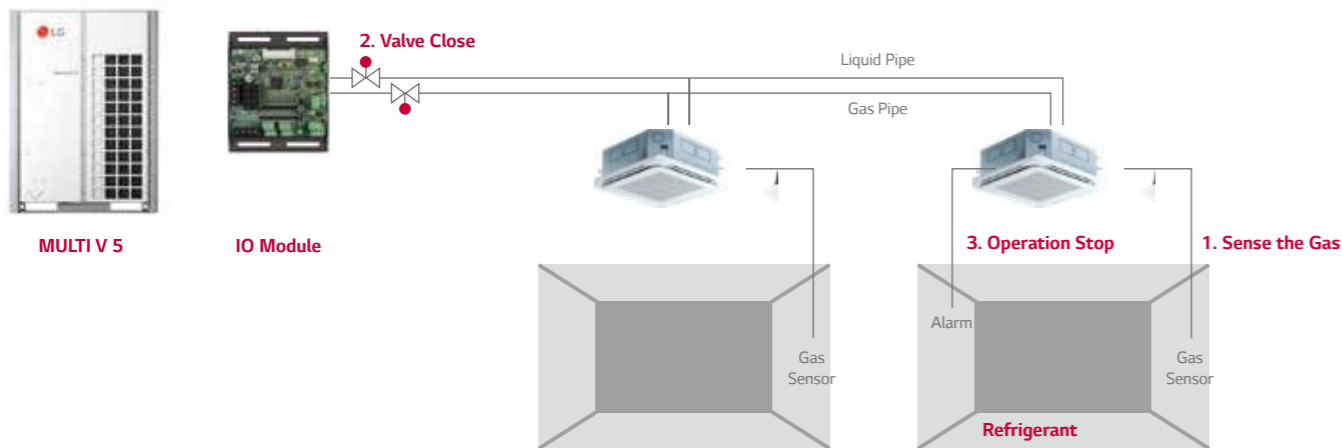 LG
2. Valve Close
Liquid Pipe
Gas Pipe
MULTI V 5
IO Module
3. Operation Stop
1. Sense the Gas
Alarm
Gas
Sensor
Gas
Sensor
Refrigerant